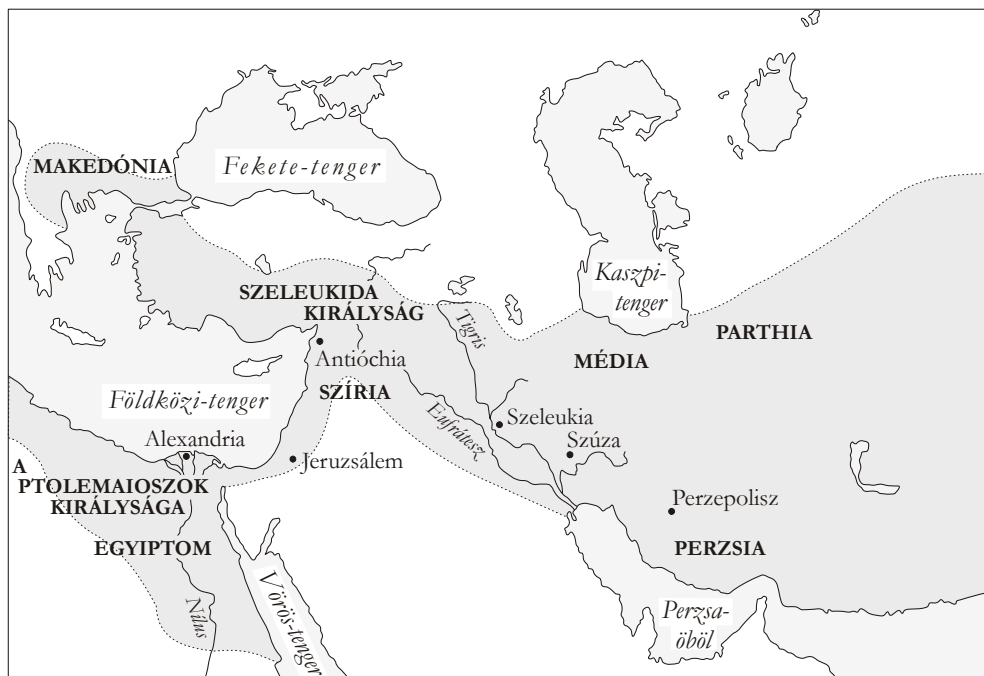 MAKEDÓNIA
Fekete-tenger
Kaszpi-
tenger
SZELEUKIDA
KIRÁLYSÁG
Tigris
PARTHIA
MÉDIA
Antióchia
SZÍRIA
Földközi-tenger
Eufrátesz
Szeleukia
Szúza
Alexandria
Jeruzsálem
A
PTOLEMAIOSZOK
KIRÁLYSÁGA
Perzepolisz
EGYIPTOM
PERZSIA
Nílus
Vörös-tenger
Perzsa-
öböl